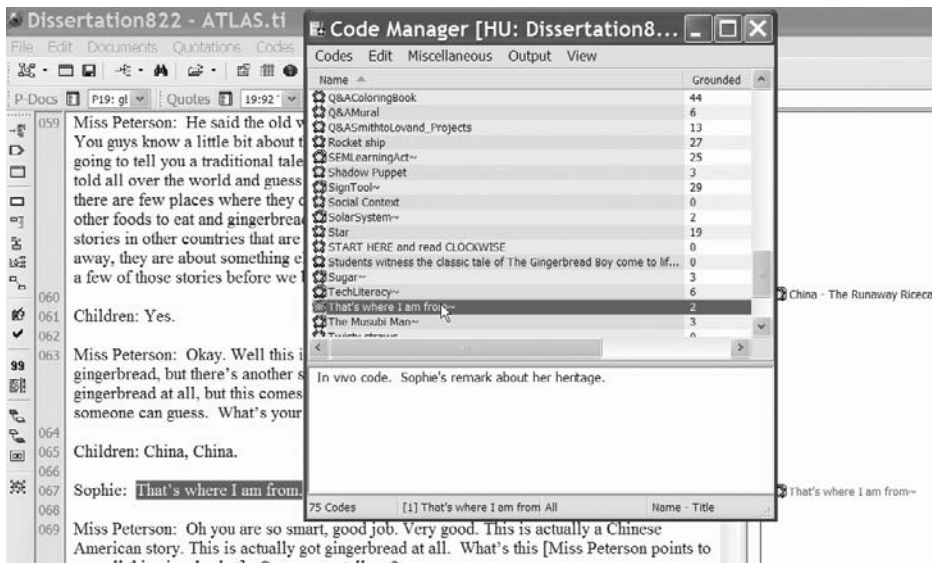 Dissertation822 - ATLAS.ti
File Edit Documents Quotations Codes
P-Docs P19: gl Quotes 19:92
059 Miss Peterson: He said the old w
You guys know a little bit about t
going to tell you a traditional tale
told all over the world and guess
there are few places where they c
other foods to eat and gingerbrea
stories in other countries that are
away, they are about something e
a few of those stories before we
060
061 Children: Yes.
062
063 Miss Peterson: Okay. Well this i
gingerbread, but there's another s
gingerbread at all, but this comes
someone can guess. What's your
064
065 Children: China, China.
066
067 Sophie: That's where I am from.
068
069 Miss Peterson: Oh you are so smart, good job. Very good. This is actually a Chinese
American story. This is actually got gingerbread at all. What's this [Miss Peterson points to
Code Manager [HU: Dissertation8...
Codes Edit Miscellaneous Output View
Name Grounded
Q&AColoringBook 44
Q&AMural 6
Q&ASmithtoLovand_Projects 13
Rocket ship 27
SEMLearningAct~ 25
Shadow Puppet 3
SignTool~ 29
Social Context 0
SolarSystem~ 2
Star 19
START HERE and read CLOCKWISE 0
Students witness the classic tale of The Gingerbread Boy come to lif... 0
Sugar~ 3
TechLiteracy~ 6
That's where I am from~ 2
The Musubi Man~ 3
Twisty straws 0
In vivo code. Sophie's remark about her heritage.
75 Codes [1] That's where I am from All Name - Title
China - The Runaway Riceca
That's where I am from~